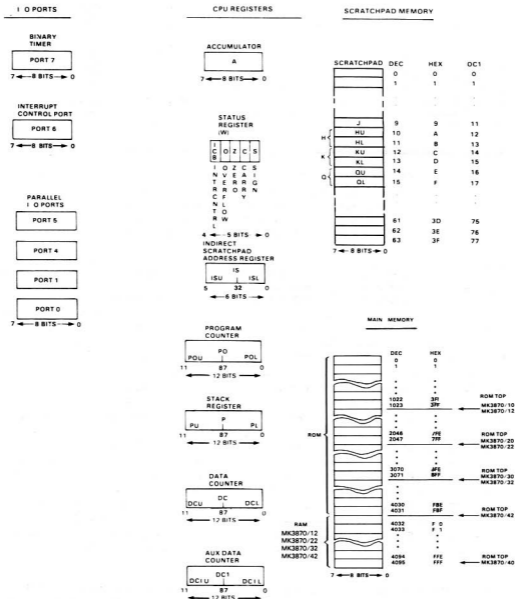 I O PORTS
BINARY
TIMER
PORT 7
7 8 BITS 0
INTERRUPT
CONTROL PORT
PORT 6
7 8 BITS 0
PARALLEL
I O PORTS
PORT 5
PORT 4
PORT 1
PORT 0
7 8 BITS 0
CPU REGISTERS
ACCUMULATOR
A
7 8 BITS 0
STATUS
REGISTER
(W)
ICB O Z C S
INTR CNTRL
OVERFLOW
ZERO
CARRY
SIGN
4 5 BITS 0
INDIRECT
SCRATCHPAD
ADDRESS REGISTER
IS
ISU ISL
5 32 0
6 BITS
PROGRAM
COUNTER
PO
POU POL
11 87 0
12 BITS
STACK
REGISTER
P
PU PL
11 87 0
12 BITS
DATA
COUNTER
DC
DCU DCL
11 87 0
12 BITS
AUX DATA
COUNTER
DC1
DC1U DC1L
11 87 0
12 BITS
SCRATCHPAD MEMORY
SCRATCHPAD DEC HEX OC1
0 0 0
1 1 1
J 9 9 11
H HU 10 A 12
HL 11 B 13
K KU 12 C 14
KL 13 D 15
Q QU 14 E 16
QL 15 F 17
61 3D 75
62 3E 76
63 3F 77
7 8 BITS 0
MAIN MEMORY
DEC HEX
0 0
1 1
ROM
1022
1023 3FF
ROM TOP
MK3870/10
MK3870/12
2046 7FE
2047 7FF
ROM TOP
MK3870/20
MK3870/22
3070
3071 BFF
ROM TOP
MK3870/30
MK3870/32
4030 FBE
4031 FBF
ROM TOP
MK3870/42
RAM
MK3870/12
MK3870/22
MK3870/32
MK3870/42
4032 F 0
4033 F 1
4094 FFE
4095 FFF
ROM TOP
MK3870/40
7 8 BITS 0